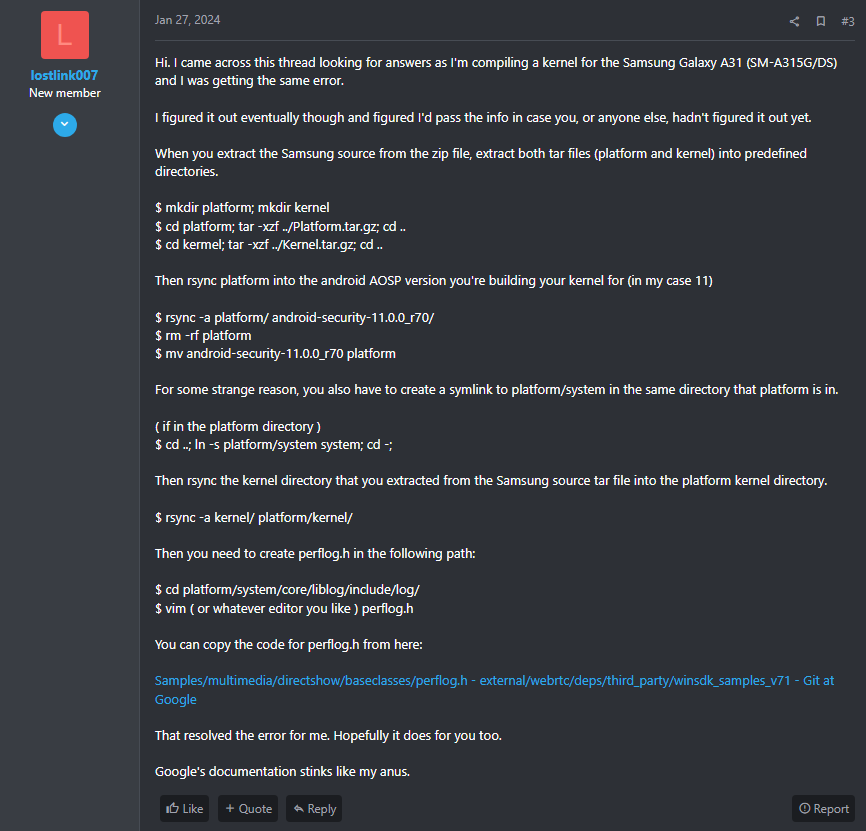 L
lostlink007
New member
Jan 27, 2024
#3
Hi. I came across this thread looking for answers as I'm compiling a kernel for the Samsung Galaxy A31 (SM-A315G/DS)
and I was getting the same error.
I figured it out eventually though and figured I'd pass the info in case you, or anyone else, hadn't figured it out yet.
When you extract the Samsung source from the zip file, extract both tar files (platform and kernel) into predefined
directories.
$ mkdir platform; mkdir kernel
$ cd platform; tar -xzf ../Platform.tar.gz; cd ..
$ cd kermel; tar -xzf ../Kernel.tar.gz; cd ..
Then rsync platform into the android AOSP version you're building your kernel for (in my case 11)
$ rsync -a platform/ android-security-11.0.0_r70/
$ rm -rf platform
$ mv android-security-11.0.0_r70 platform
For some strange reason, you also have to create a symlink to platform/system in the same directory that platform is in.
( if in the platform directory )
$ cd ..; ln -s platform/system system; cd -;
Then rsync the kernel directory that you extracted from the Samsung source tar file into the platform kernel directory.
$ rsync -a kernel/ platform/kernel/
Then you need to create perflog.h in the following path:
$ cd platform/system/core/liblog/include/log/
$ vim ( or whatever editor you like ) perflog.h
You can copy the code for perflog.h from here:
Samples/multimedia/directshow/baseclasses/perflog.h - external/webrtc/deps/third_party/winsdk_samples_v71 - Git at
Google
That resolved the error for me. Hopefully it does for you too.
Google's documentation stinks like my anus.
Like
+ Quote
Reply
Report